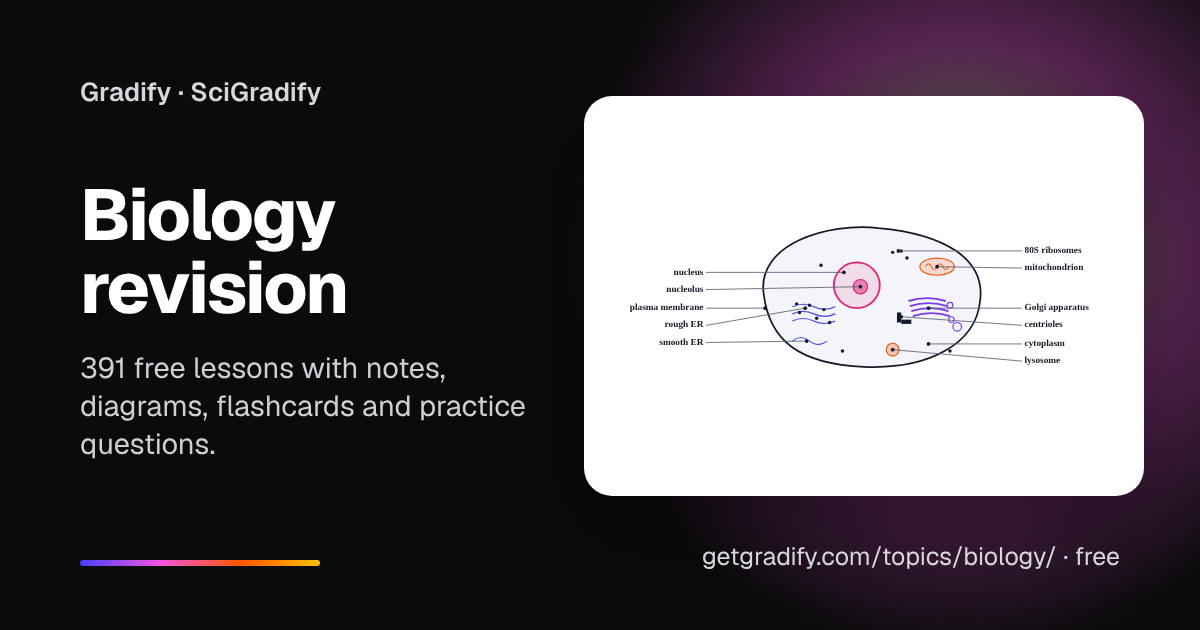 Gradify · SciGradify
Biology
revision
391 free lessons with notes,
diagrams, flashcards and practice
questions.
nucleus
nucleolus
plasma membrane
rough ER
smooth ER
80S ribosomes
mitochondrion
Golgi apparatus
centrioles
cytoplasm
lysosome
getgradify.com/topics/biology/ · free